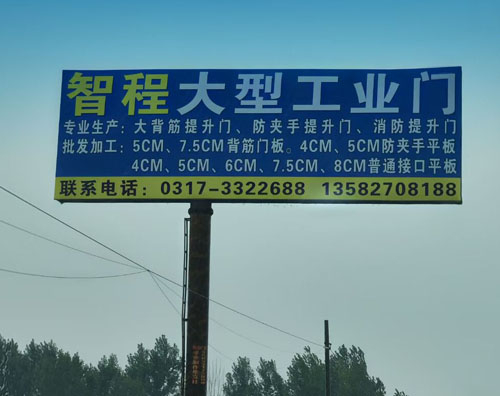 智程大型工业门
专业生产：大背筋提升门、防夹手提升门、消防提升门
批发加工：5CM、7.5CM背筋门板。4CM、5CM防夹手平板
4CM、5CM、6CM、7.5CM、8CM普通接口平板
联系电话：0317-3322688 13582708188